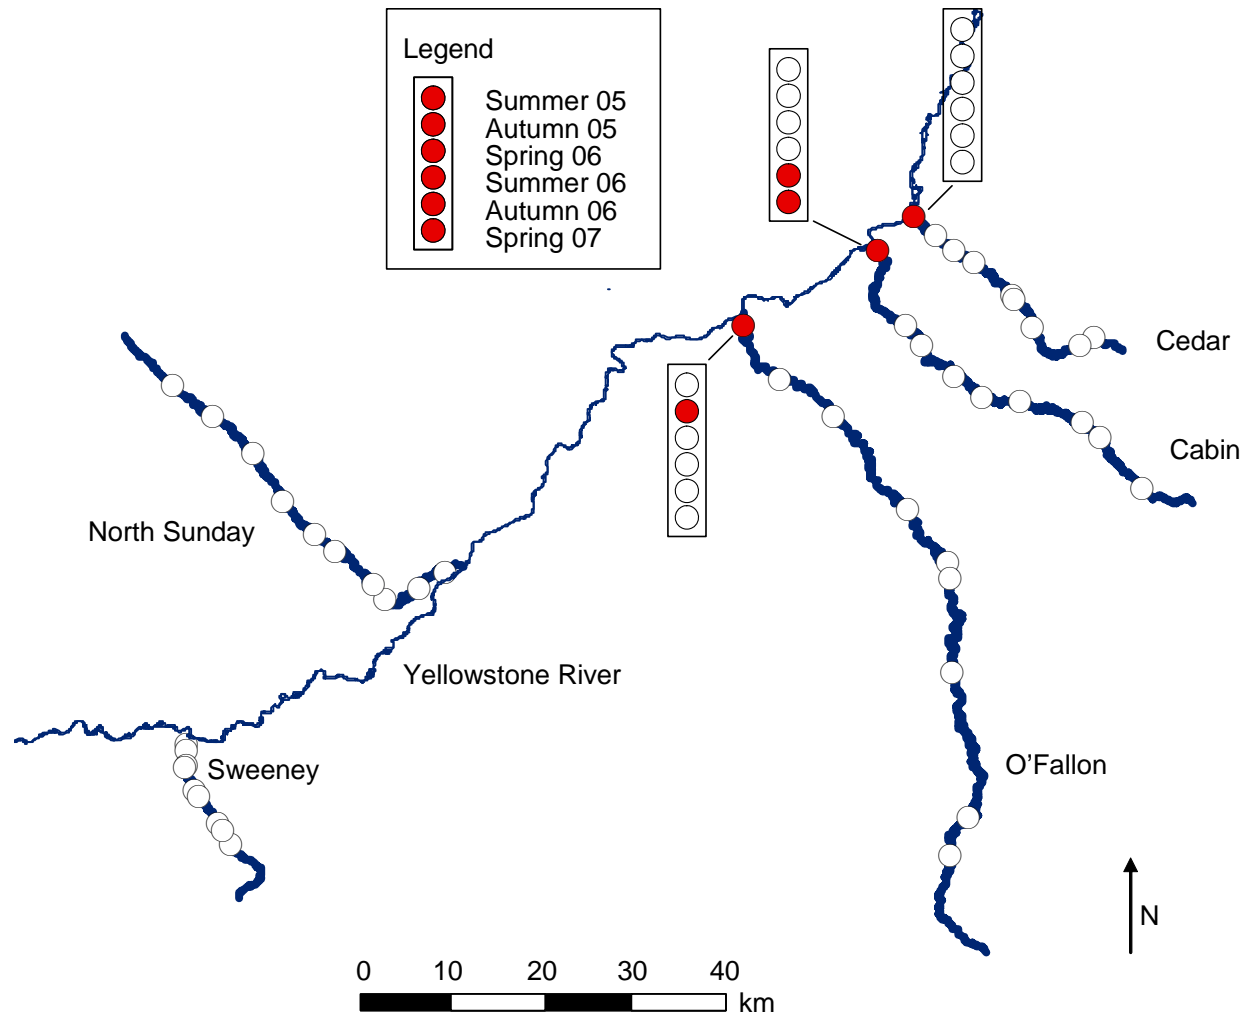 Legend
Summer 05
Autumn 05
Spring 06
Summer 06
Autumn 06
Spring 07
Cedar
Cabin
North Sunday
Yellowstone River
Sweeney
O'Fallon
N
0 10 20 30 40
km